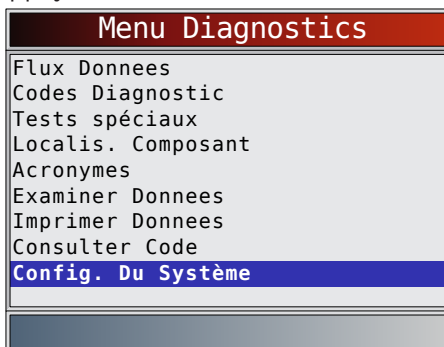 Menu Diagnostics
Flux Donnees
Codes Diagnostic
Tests spéciaux
Localis. Composant
Acronymes
Examiner Donnees
Imprimer Donnees
Consulter Code
Config. Du Système